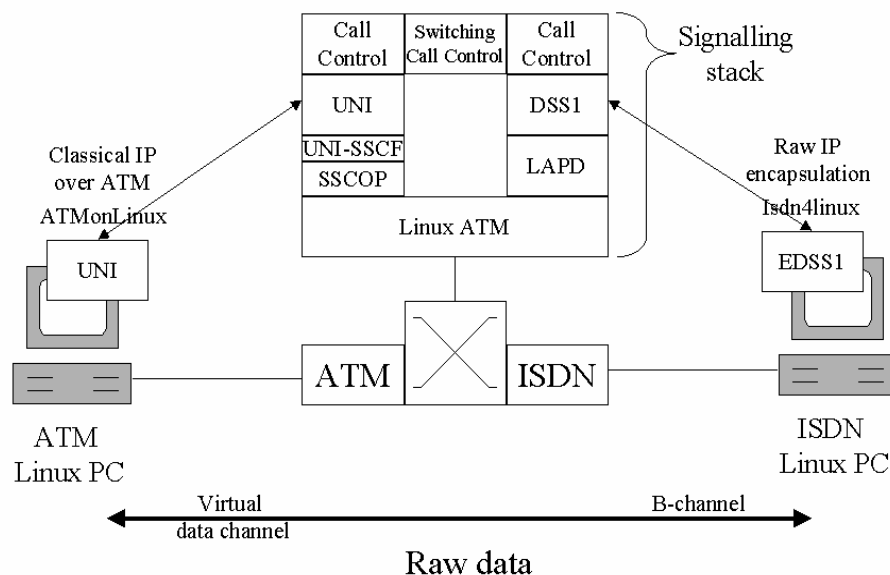 Call
Control
Switching
Call Control
Call
Control
Signalling
stack
UNI
DSS1
UNI-SSCF
SSCOP
LAPD
Linux ATM
Classical IP
over ATM
ATMonLinux
UNI
Raw IP
encapsulation
Isdn4linux
EDSS1
ATM
ISDN
ATM
Linux PC
ISDN
Linux PC
Virtual
data channel
B-channel
Raw data